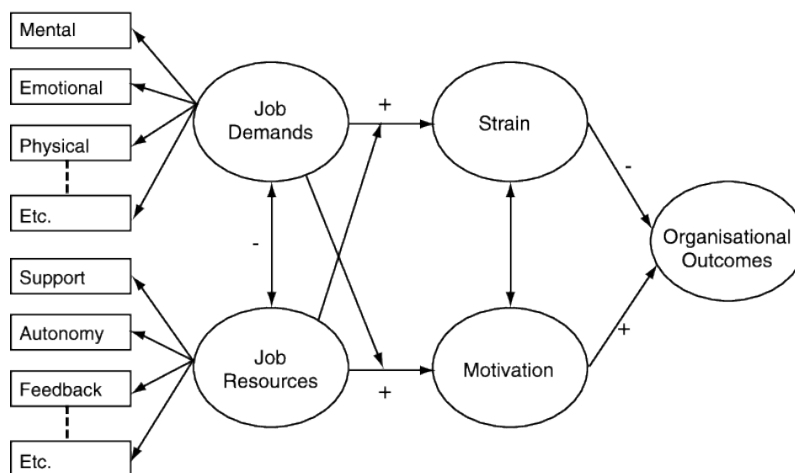 Mental
Emotional
Physical
Etc.
Support
Autonomy
Feedback
Etc.
Job
Demands
-
Job
Resources
+
+
Strain
Motivation
-
+
Organisational
Outcomes